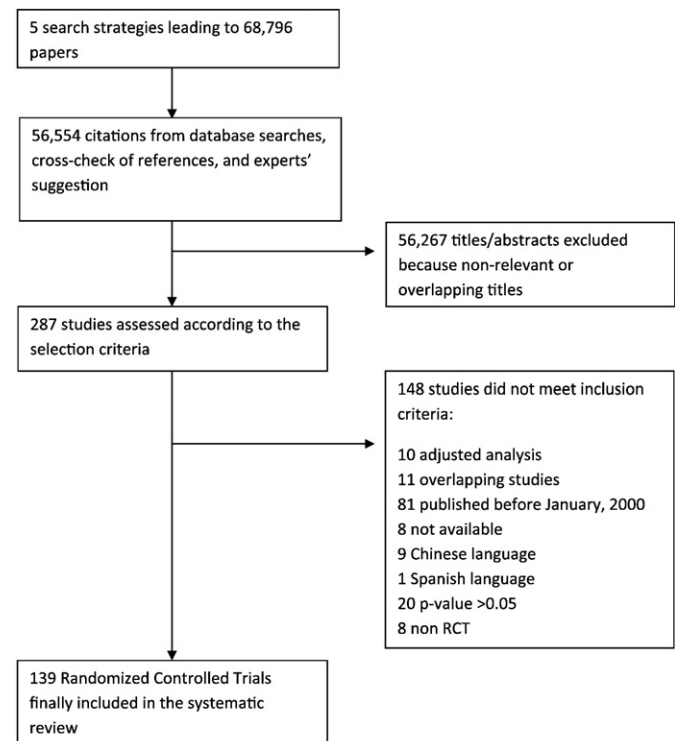 5 search strategies leading to 68,796
papers
56,554 citations from database searches,
cross-check of references, and experts’
suggestion
56,267 titles/abstracts excluded
because non-relevant or
overlapping titles
287 studies assessed according to the
selection criteria
148 studies did not meet inclusion
criteria:
10 adjusted analysis
11 overlapping studies
81 published before January, 2000
8 not available
9 Chinese language
1 Spanish language
20 p-value >0.05
8 non RCT
139 Randomized Controlled Trials
finally included in the systematic
review